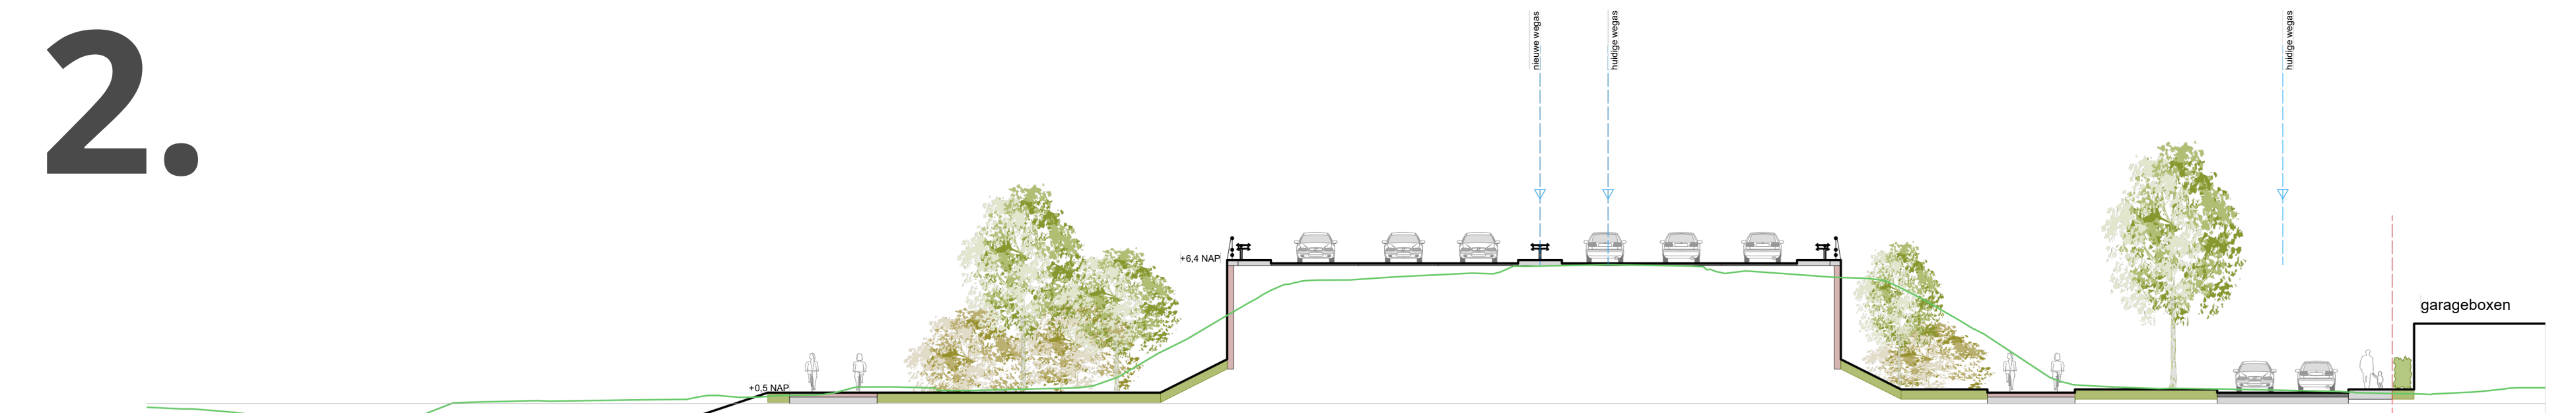 2.
nieuwe wegas
huidige wegas
huidige wegas
+6,4 NAP
garageboxen
+0,5 NAP